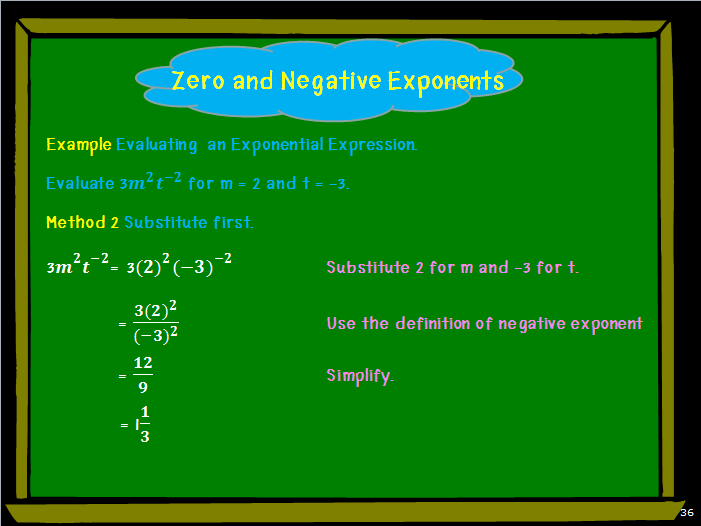 Zero and Negative Exponents
Example Evaluating an Exponential Expression.
Evaluate 3m²t⁻² for m = 2 and t = −3.
Method 2 Substitute first.
3m²t⁻² = 3(2)²(−3)⁻² Substitute 2 for m and −3 for t.
= 3(2)²/(−3)² Use the definition of negative exponent
= 12/9 Simplify.
= 1 1/3
36